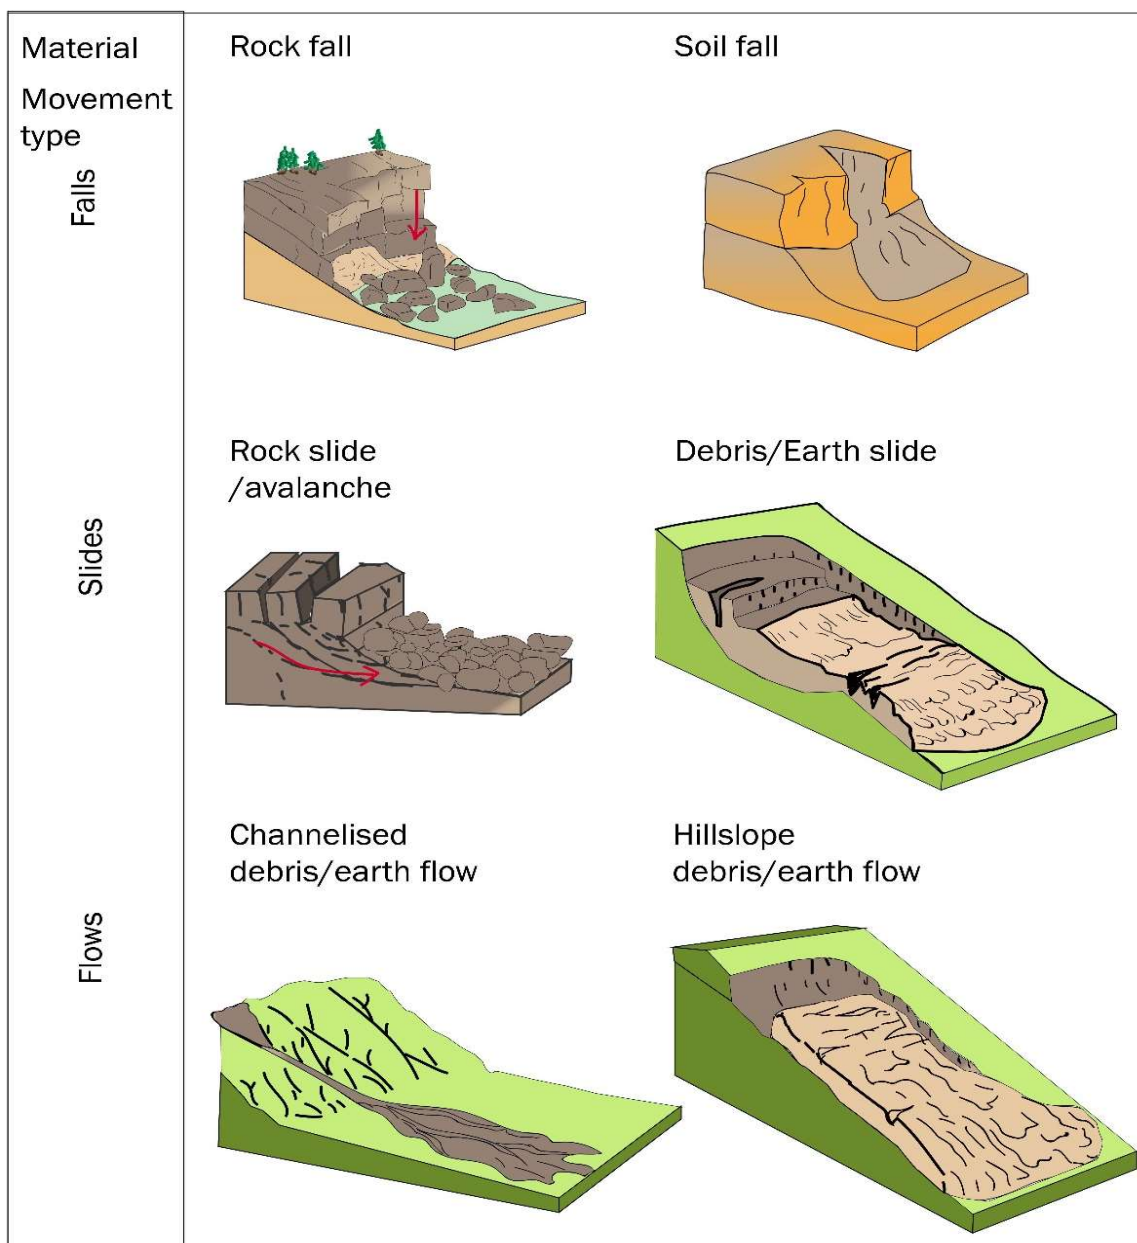 Material
Rock fall
Soil fall
Movement
type
Falls
Rock slide
/avalanche
Debris/Earth slide
Slides
Channelised
debris/earth flow
Hillslope
debris/earth flow
Flows